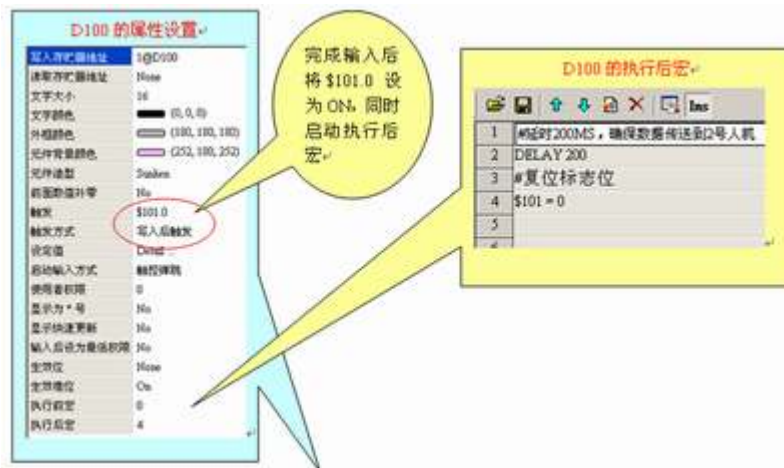 D100 的属性设置
写入存贮器地址 1@D100
读取存贮器地址 None
文字大小 16
文字颜色 (0, 0, 0)
外框颜色 (180, 180, 180)
元件背景颜色 (252, 180, 252)
元件造型 Sunken
前面数值补零 No
触发 $101.0
触发方式 写入后触发
设定值 Detail ...
启动输入方式 触控弹跳
使用者权限 0
显示为 * 号 No
显示快速更新 No
输入后设为最低权限 No
生效位 None
生效准位 On
执行前宏 0
执行后宏 4
完成输入后
将 $101.0 设
为 ON。同时
启动执行后
宏
D100 的执行后宏
Ins
1 #延时200MS，确保数据传送到2号人机
2 DELAY 200
3 #复位标志位
4 $101 = 0
5